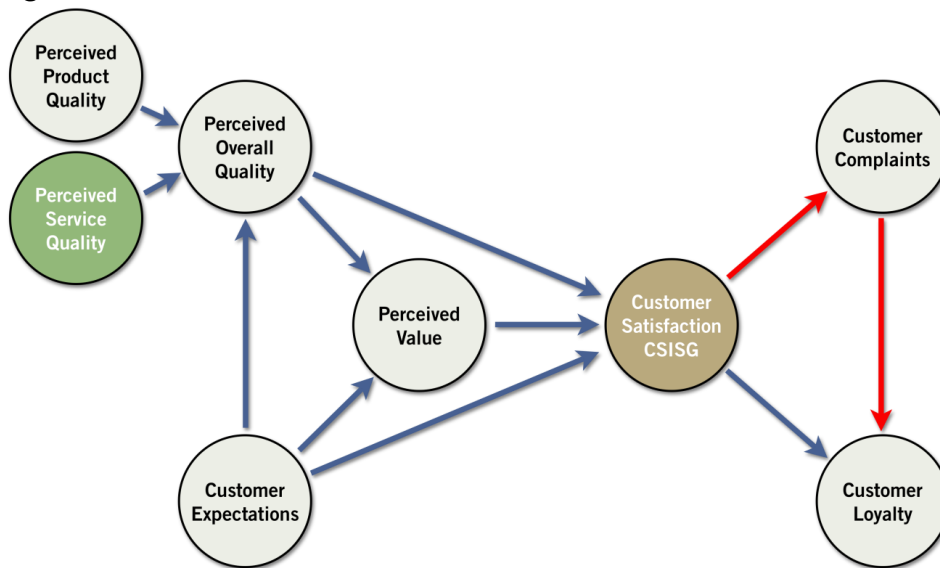 Perceived
Product
Quality
Perceived
Service
Quality
Perceived
Overall
Quality
Perceived
Value
Customer
Expectations
Customer
Satisfaction
CSISG
Customer
Complaints
Customer
Loyalty